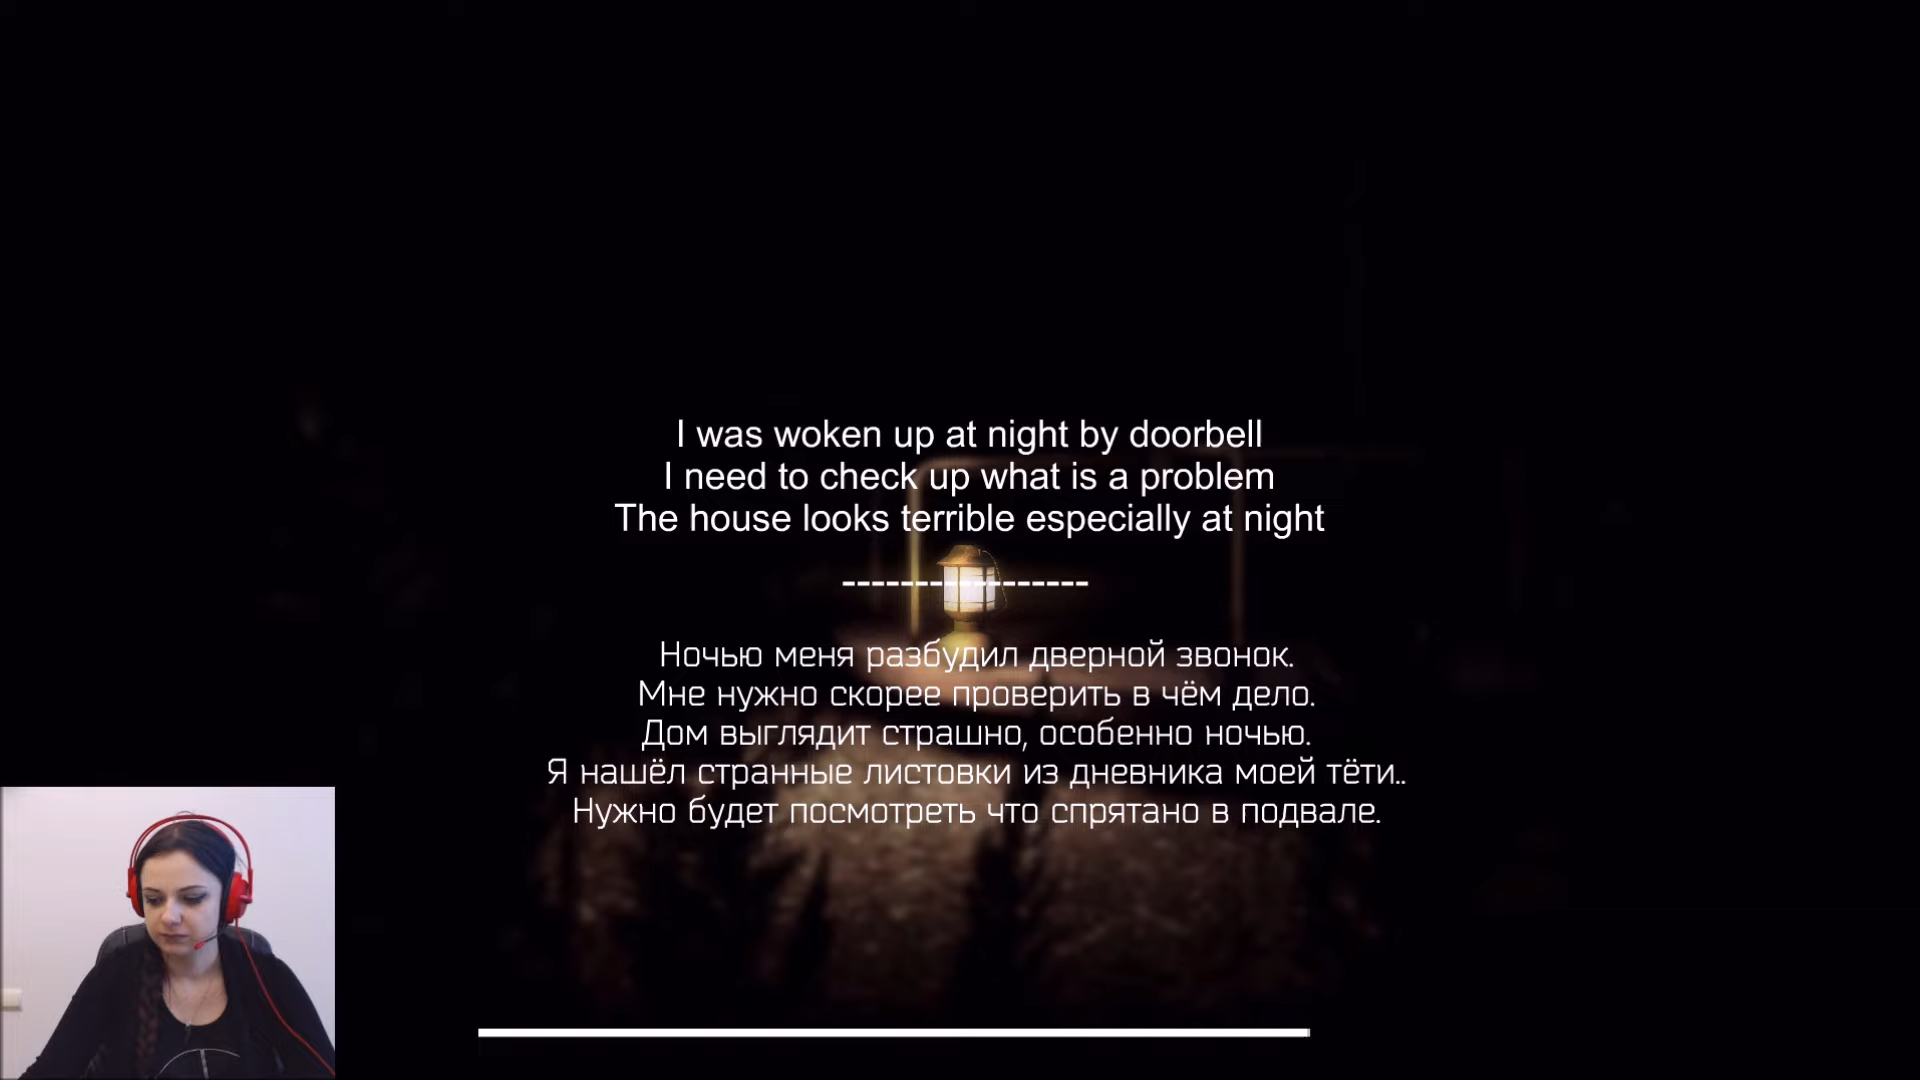 I was woken up at night by doorbell
I need to check up what is a problem
The house looks terrible especially at night
-----------------
Ночью меня разбудил дверной звонок.
Мне нужно скорее проверить в чём дело.
Дом выглядит страшно, особенно ночью.
Я нашёл странные листовки из дневника моей тёти..
Нужно будет посмотреть что спрятано в подвале.